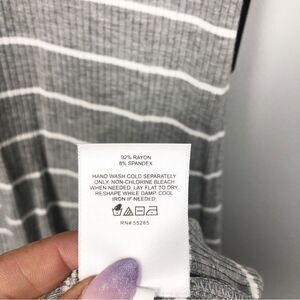 92% RAYON
8% SPANDEX
HAND WASH COLD SEPARATELY
ONLY. NON-CHLORINE BLEACH
WHEN NEEDED. LAY FLAT TO DRY.
RESHAPE WHILE DAMP. COOL
IRON IF NEEDED.
RN# 55285